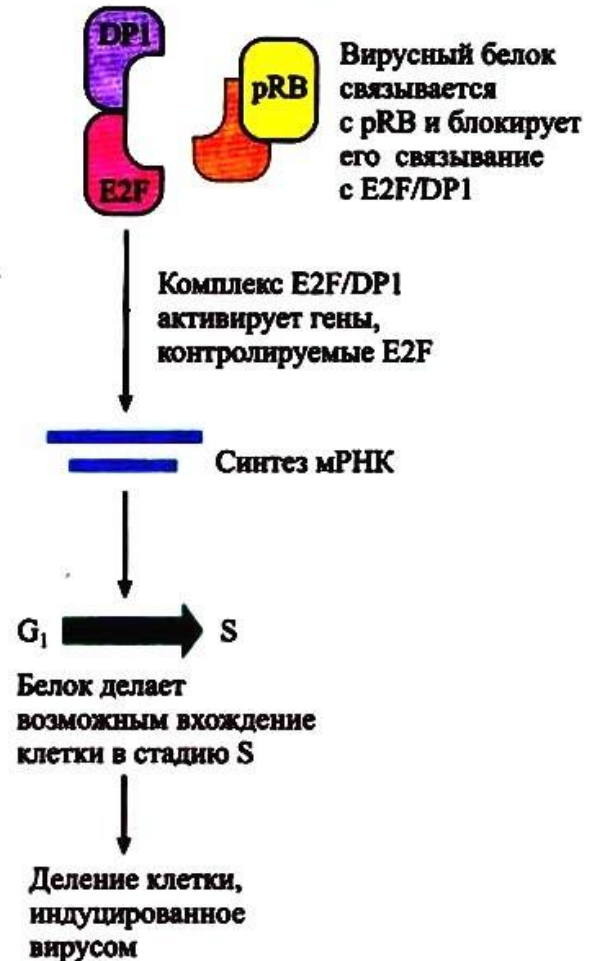 DP1
pRB
E2F
Вирусный белок
связывается
с pRB и блокирует
его связывание
с E2F/DP1
Комплекс E2F/DP1
активирует гены,
контролируемые E2F
Синтез мРНК
G₁
S
Белок делает
возможным вхождение
клетки в стадию S
Деление клетки,
индуцированное
вирусом